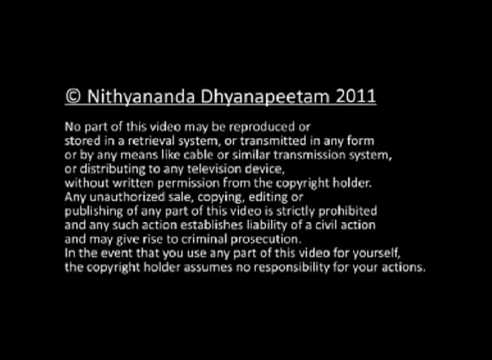 © Nithyananda Dhyanapeetam 2011
No part of this video may be reproduced or
stored in a retrieval system, or transmitted in any form
or by any means like cable or similar transmission system,
or distributing to any television device,
without written permission from the copyright holder.
Any unauthorized sale, copying, editing or
publishing of any part of this video is strictly prohibited
and any such action establishes liability of a civil action
and may give rise to criminal prosecution.
In the event that you use any part of this video for yourself,
the copyright holder assumes no responsibility for your actions.